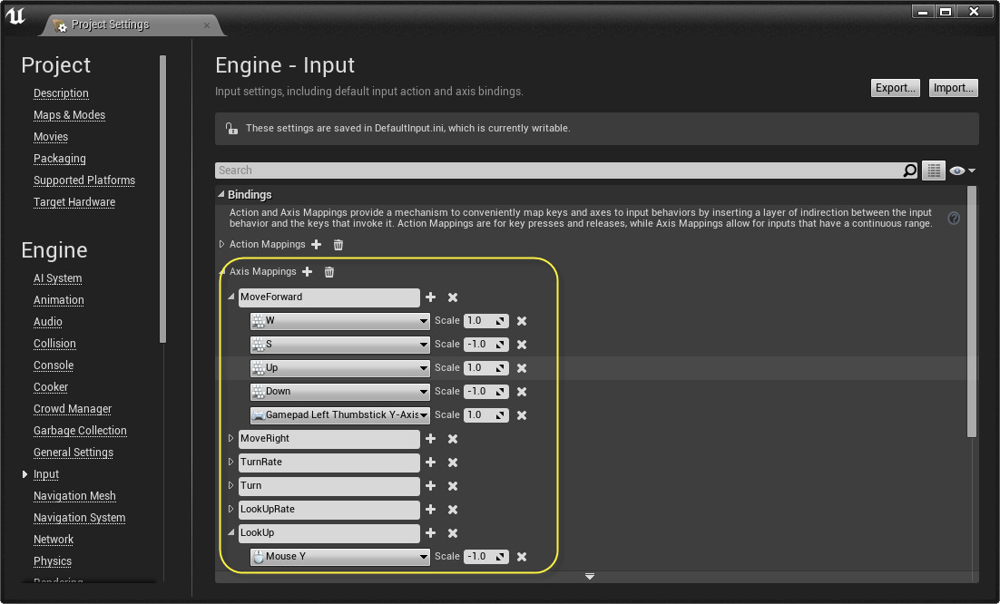 Project Settings
Project
Description
Maps & Modes
Movies
Packaging
Supported Platforms
Target Hardware
Engine
AI System
Animation
Audio
Collision
Console
Cooker
Crowd Manager
Garbage Collection
General Settings
Input
Navigation Mesh
Navigation System
Network
Physics
Rendering
Engine - Input
Input settings, including default input action and axis bindings.
Export...
Import...
These settings are saved in DefaultInput.ini, which is currently writable.
Search
Bindings
Action and Axis Mappings provide a mechanism to conveniently map keys and axes to input behaviors by inserting a layer of indirection between the input
behavior and the keys that invoke it. Action Mappings are for key presses and releases, while Axis Mappings allow for inputs that have a continuous range.
Action Mappings
Axis Mappings
MoveForward
W Scale 1.0
S Scale -1.0
Up Scale 1.0
Down Scale -1.0
Gamepad Left Thumbstick Y-Axis Scale 1.0
MoveRight
TurnRate
Turn
LookUpRate
LookUp
Mouse Y Scale -1.0